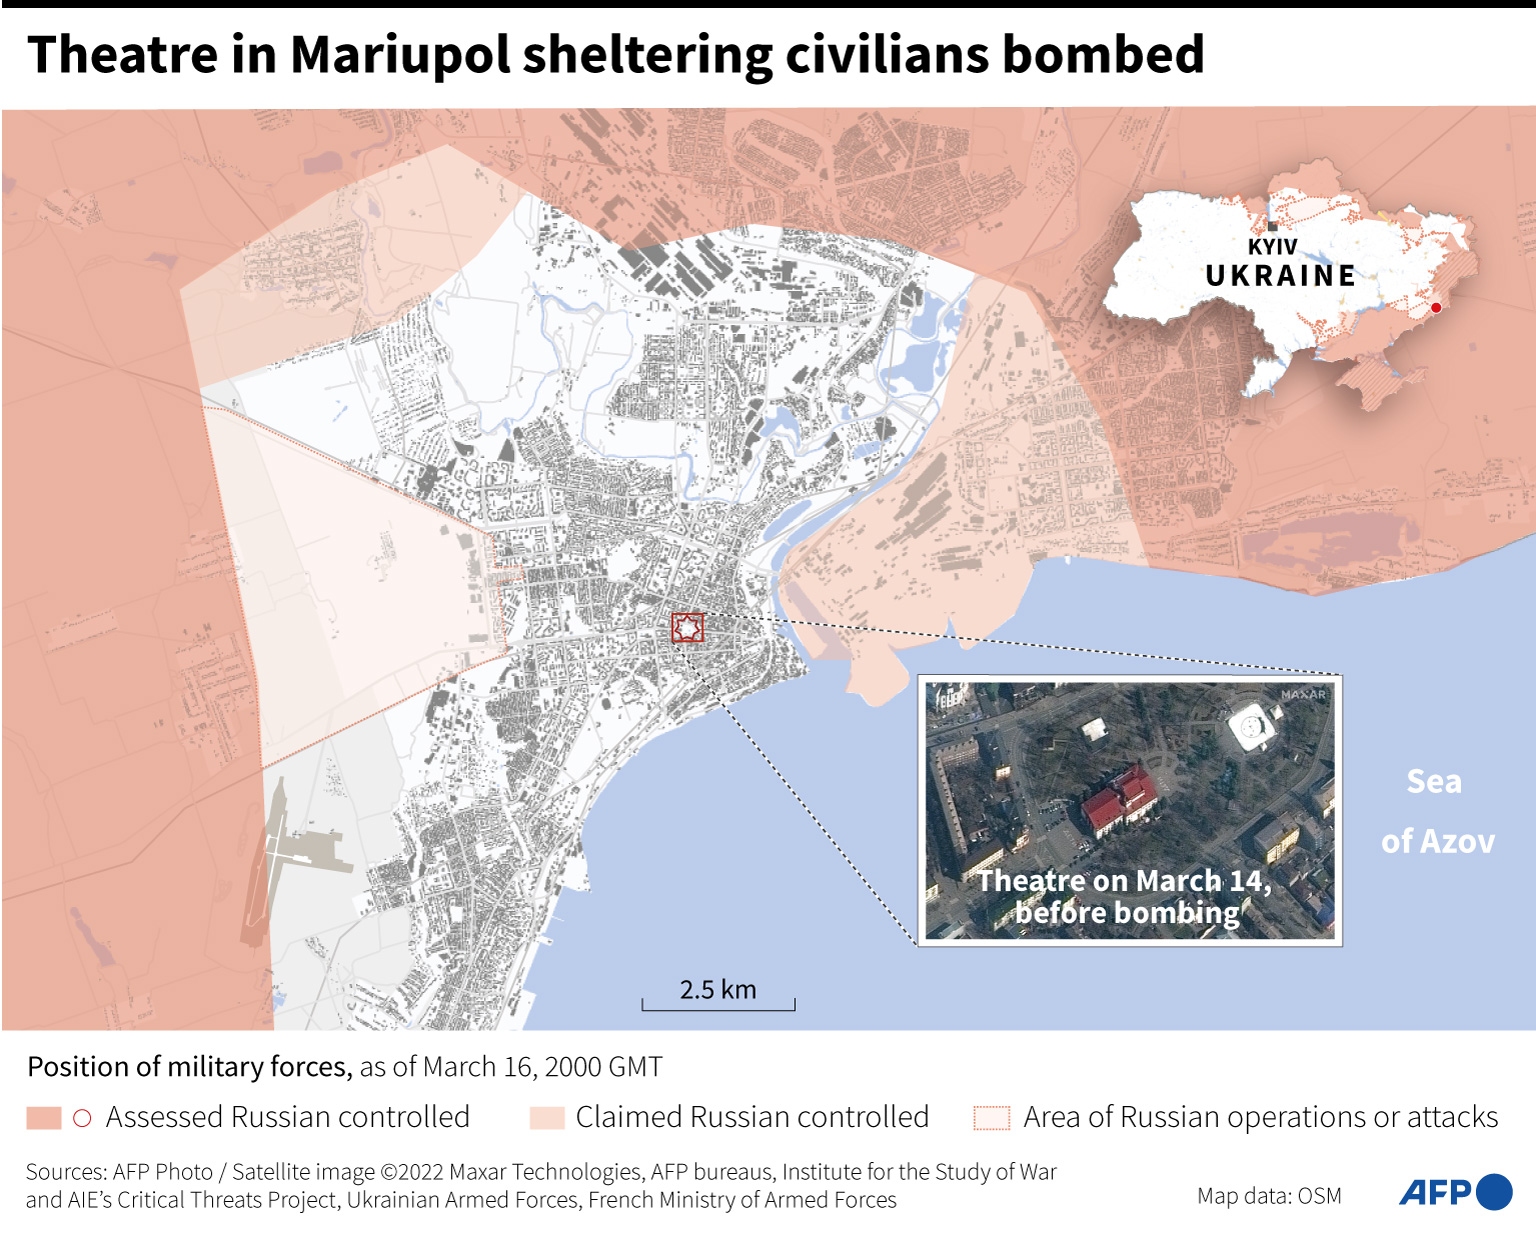 Theatre in Mariupol sheltering civilians bombed
KYIV
UKRAINE
MAXAR
Theatre on March 14,
before bombing
Sea
of Azov
2.5 km
Position of military forces, as of March 16, 2000 GMT
Assessed Russian controlled
Claimed Russian controlled
Area of Russian operations or attacks
Sources: AFP Photo / Satellite image ©2022 Maxar Technologies, AFP bureaus, Institute for the Study of War
and AIE’s Critical Threats Project, Ukrainian Armed Forces, French Ministry of Armed Forces
Map data: OSM
AFP